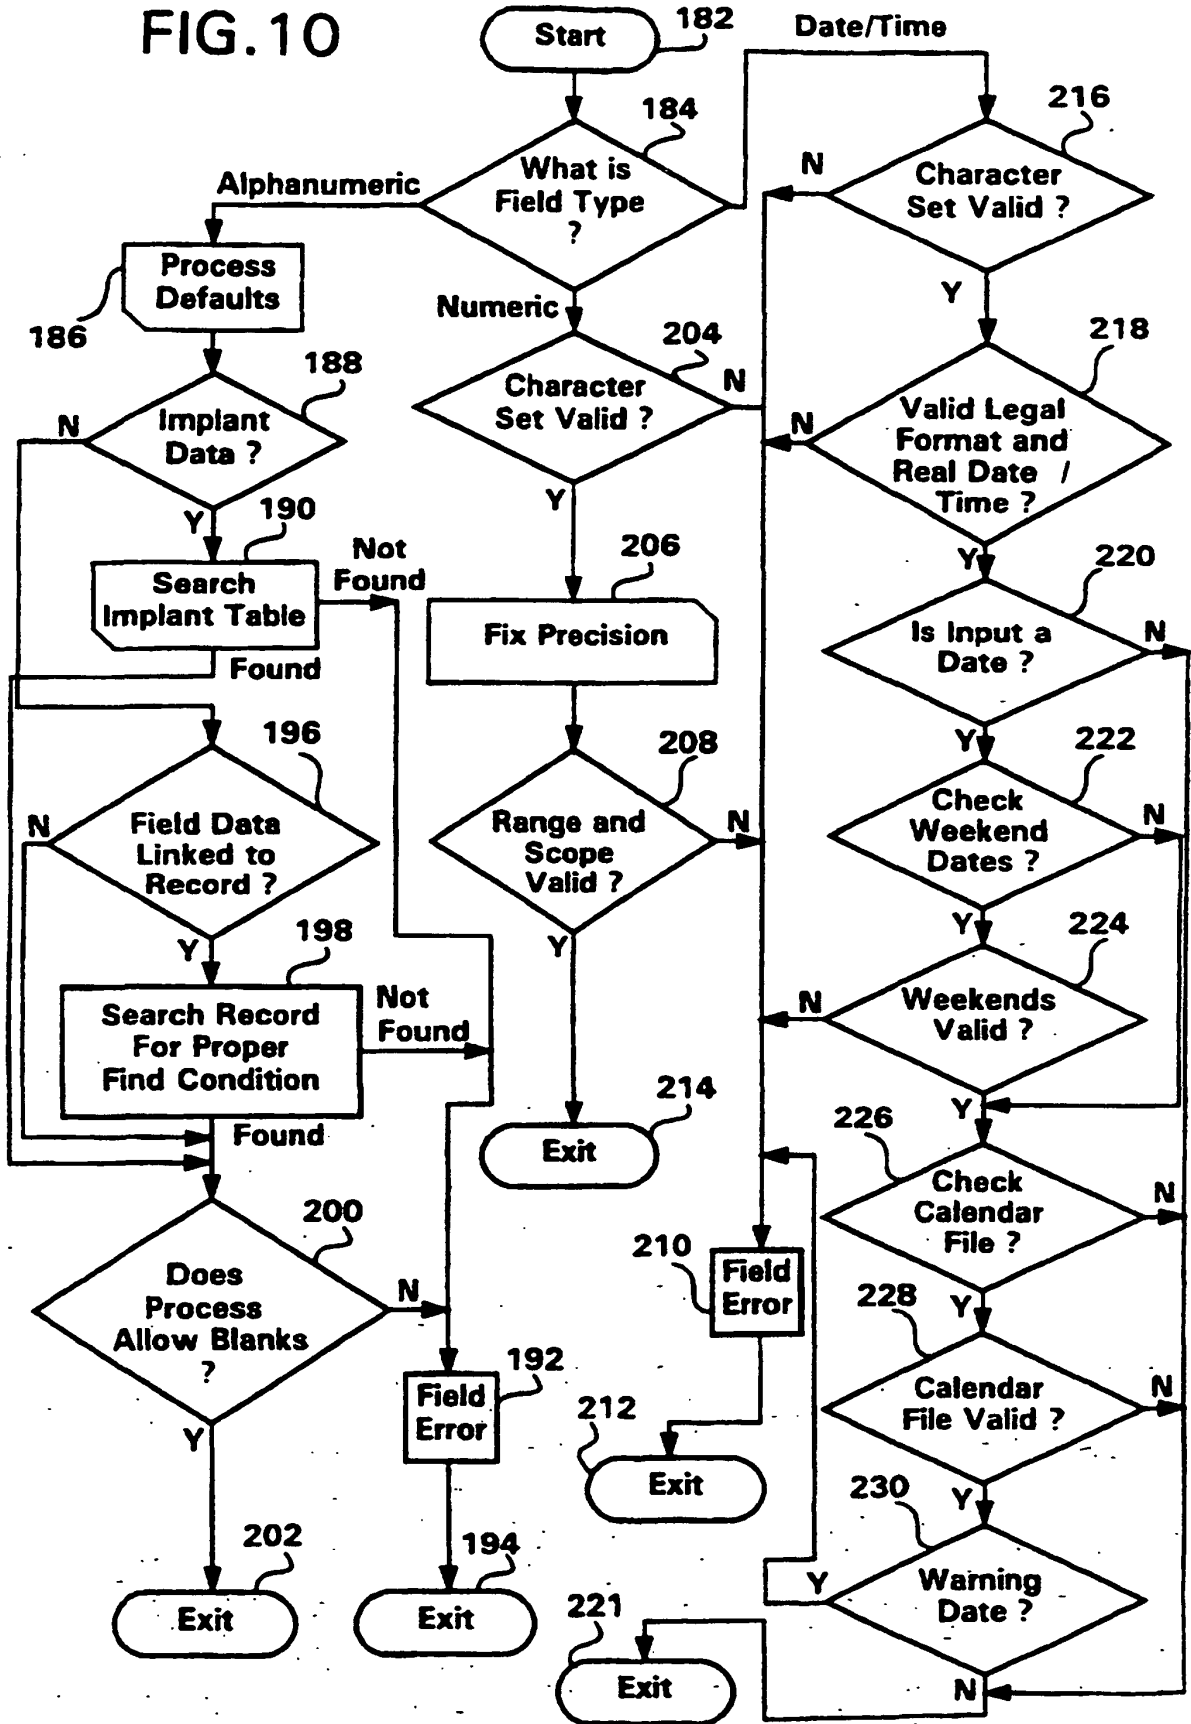 FIG.10
Start
182
Date/Time
184
What is
Field Type
?
Alphanumeric
Numeric
216
N
Character
Set Valid ?
Y
Process
Defaults
186
188
N
Implant
Data ?
Y
190
Search
Implant Table
Not
Found
Found
204
Character
Set Valid ?
N
Y
206
Fix Precision
208
Range and
Scope
Valid ?
N
Y
214
Exit
218
N
Valid Legal
Format and
Real Date /
Time ?
Y
220
Is Input a
Date ?
N
Y
222
Check
Weekend
Dates ?
N
Y
224
N
Weekends
Valid ?
Y
196
N
Field Data
Linked to
Record ?
Y
198
Search Record
For Proper
Find Condition
Not
Found
Found
200
Does
Process
Allow Blanks
?
N
Y
202
Exit
192
Field
Error
194
Exit
210
Field
Error
212
Exit
226
Check
Calendar
File ?
N
Y
228
Calendar
File Valid ?
N
Y
230
Y
Warning
Date ?
N
221
Exit